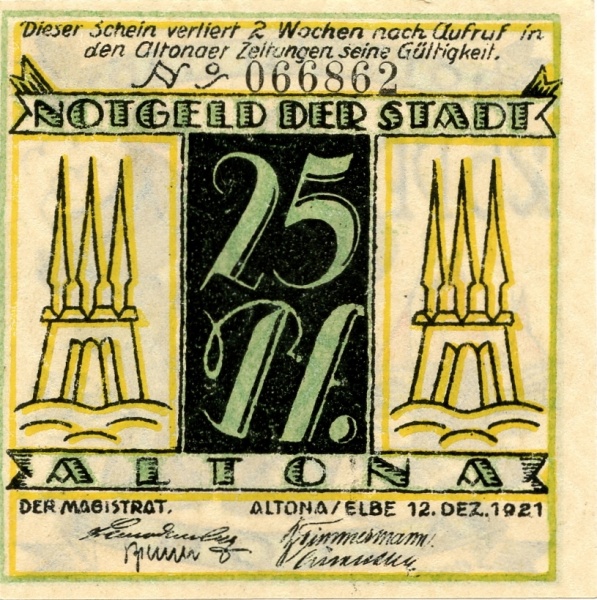 Dieser Schein verliert 2 Wochen nach Aufruf in
den Altonaer Zeitungen seine Gültigkeit.
No 066862
NOTGELD DER STADT
25
Pf.
ALTONA
DER MAGISTRAT. ALTONA/ELBE 12.DEZ.1921